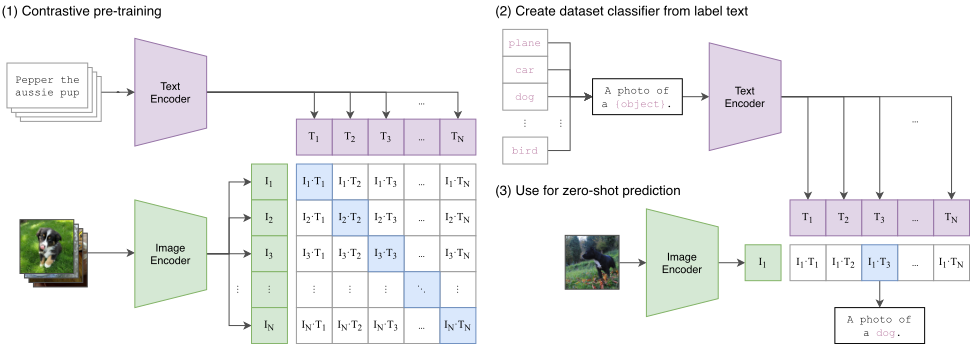 (1) Contrastive pre-training
Pepper the
aussie pup
Text
Encoder
...
T1 T2 T3 ... TN
I1 I1·T1 I1·T2 I1·T3 ... I1·TN
I2 I2·T1 I2·T2 I2·T3 ... I2·TN
Image
Encoder
I3 I3·T1 I3·T2 I3·T3 ... I3·TN
⋮ ⋮ ⋮ ⋮ ⋮ ⋱ ⋮
IN IN·T1 IN·T2 IN·T3 ... IN·TN
(2) Create dataset classifier from label text
plane
car
dog
⋮ ⋮
bird
A photo of
a {object}.
Text
Encoder
...
(3) Use for zero-shot prediction
T1 T2 T3 ... TN
Image
Encoder
I1 I1·T1 I1·T2 I1·T3 ... I1·TN
A photo of
a dog.